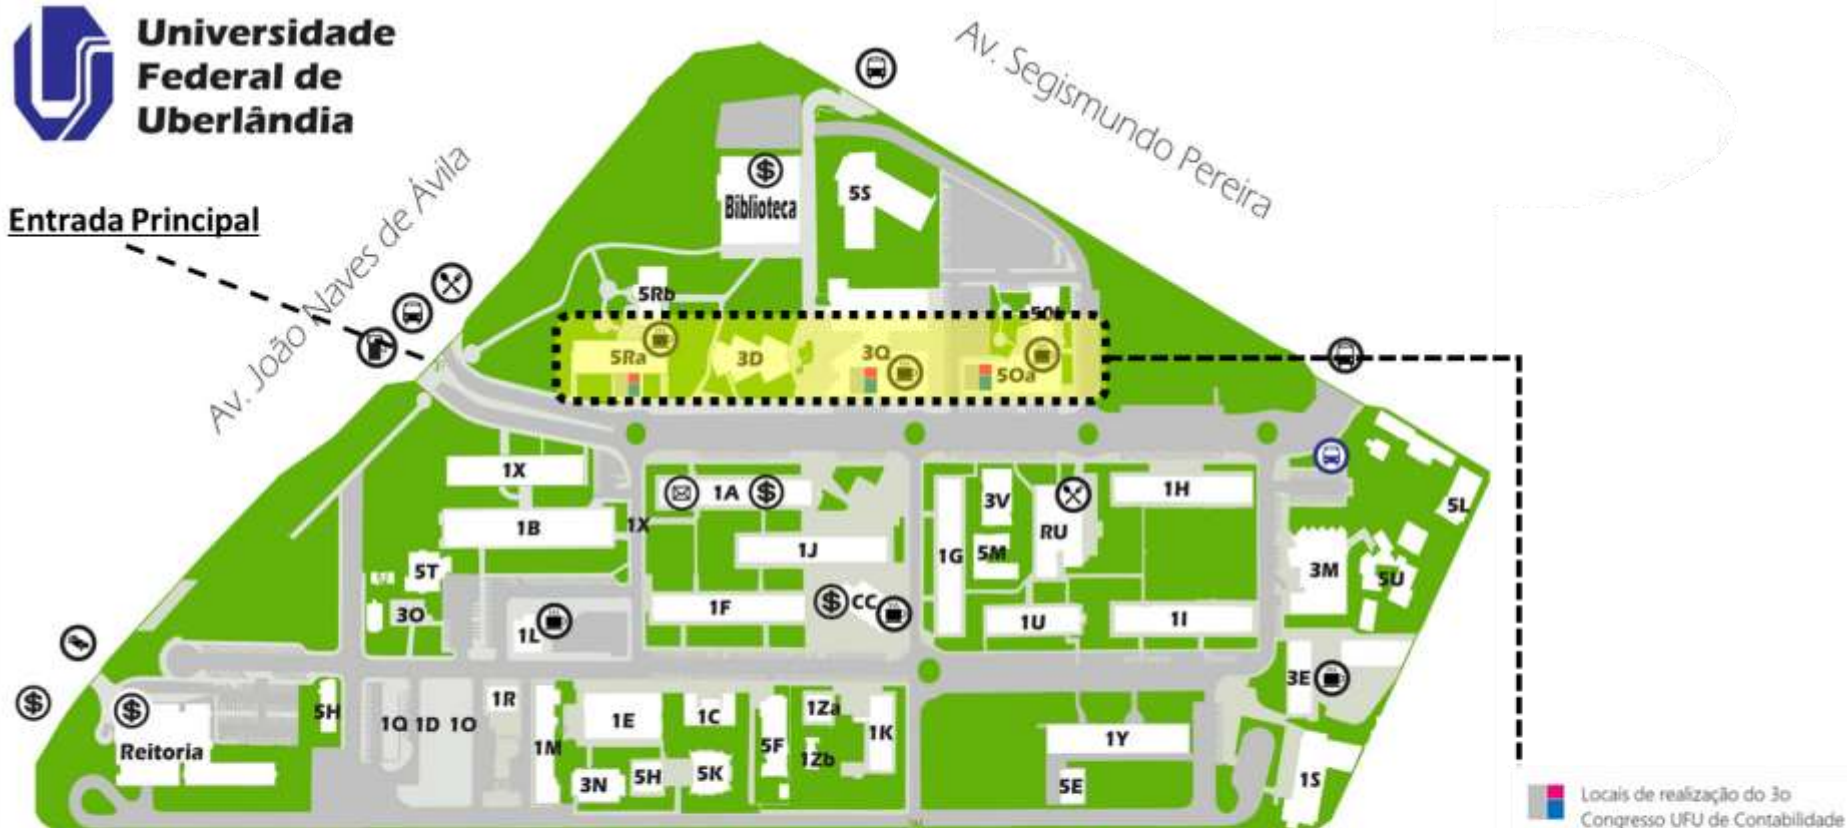 Universidade
Federal de
Uberlândia
Av. Segismundo Pereira
Entrada Principal
Av. João Naves de Ávila
$
Biblioteca
5S
5Rb
5Ra
3D
3Q
5Oa
1X
1A
$
1H
5L
3V
1B
1X
RU
1J
1G
5M
5T
3M
5U
1F
$
CC
3O
1L
1U
1I
3E
$
$
5H
1R
1Q
1D
1O
1E
1C
1Za
1K
5F
1M
1Y
Reitoria
1Zb
3N
5H
5K
5E
1S
Locais de realização do 3o
Congresso UFU de Contabilidade